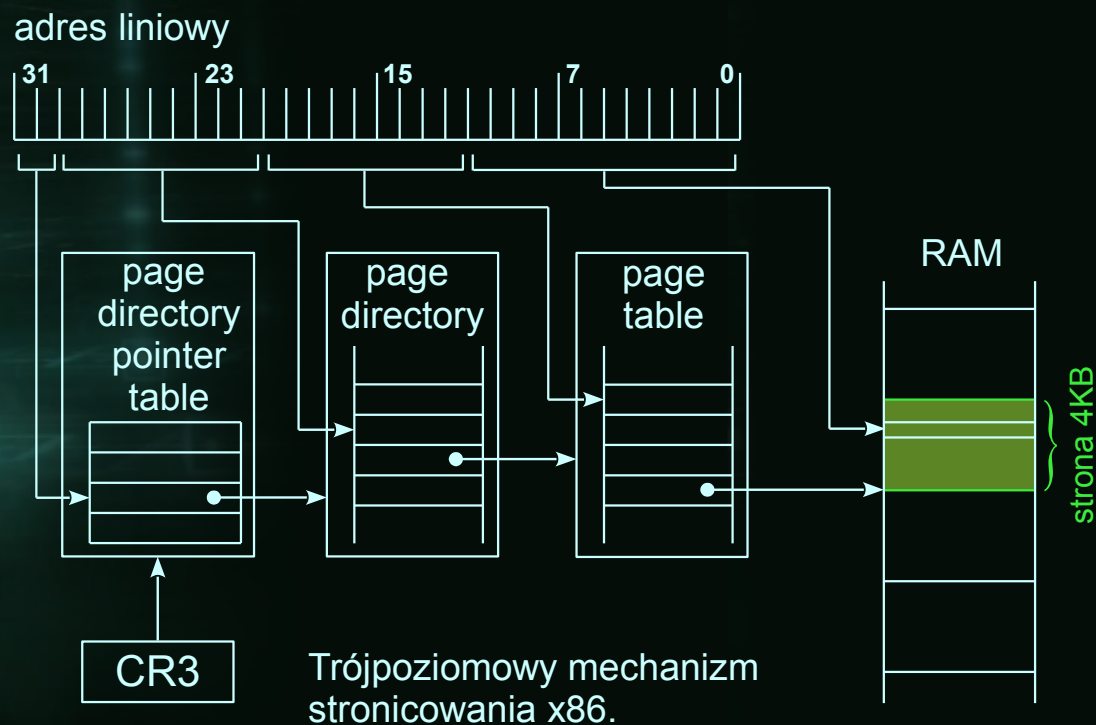 adres liniowy
31 23 15 7 0
page
directory
pointer
table
page
directory
page
table
RAM
strona 4KB
CR3
Trójpoziomowy mechanizm
stronicowania x86.